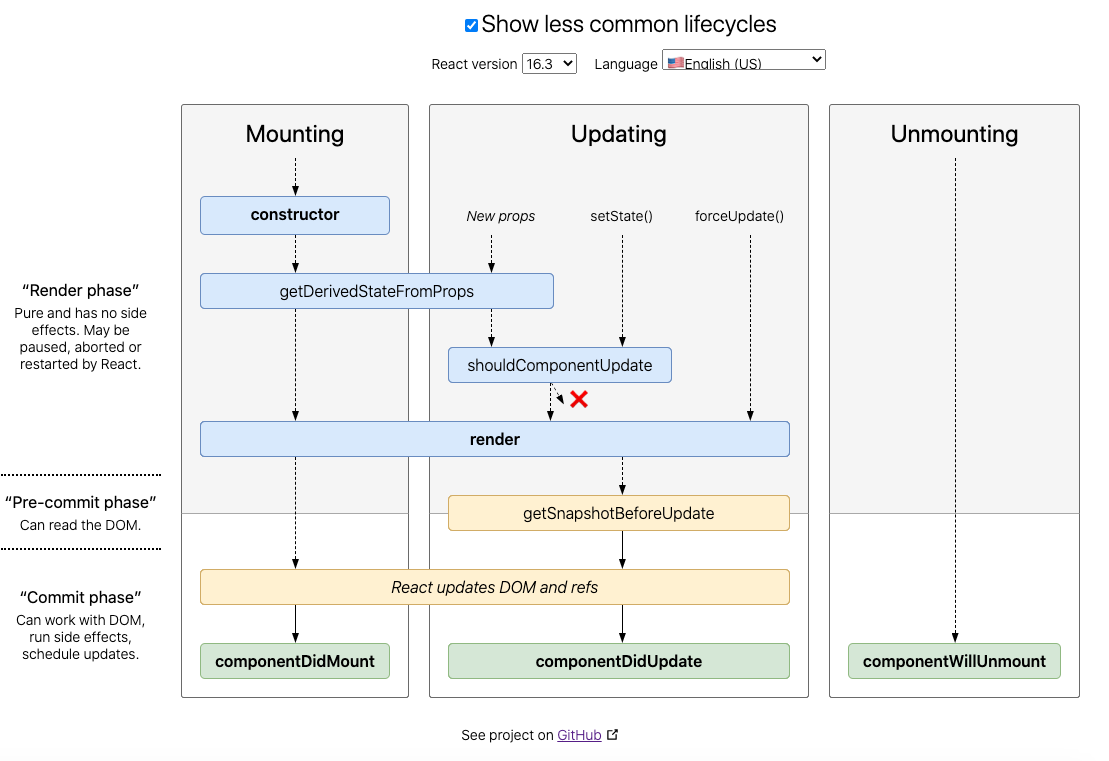 Show less common lifecycles
React version 16.3 Language 🇺🇸English (US)
Mounting
Updating
Unmounting
constructor
New props
setState()
forceUpdate()
“Render phase”
Pure and has no side
effects. May be
paused, aborted or
restarted by React.
getDerivedStateFromProps
shouldComponentUpdate
render
“Pre-commit phase”
Can read the DOM.
getSnapshotBeforeUpdate
React updates DOM and refs
“Commit phase”
Can work with DOM,
run side effects,
schedule updates.
componentDidMount
componentDidUpdate
componentWillUnmount
See project on GitHub